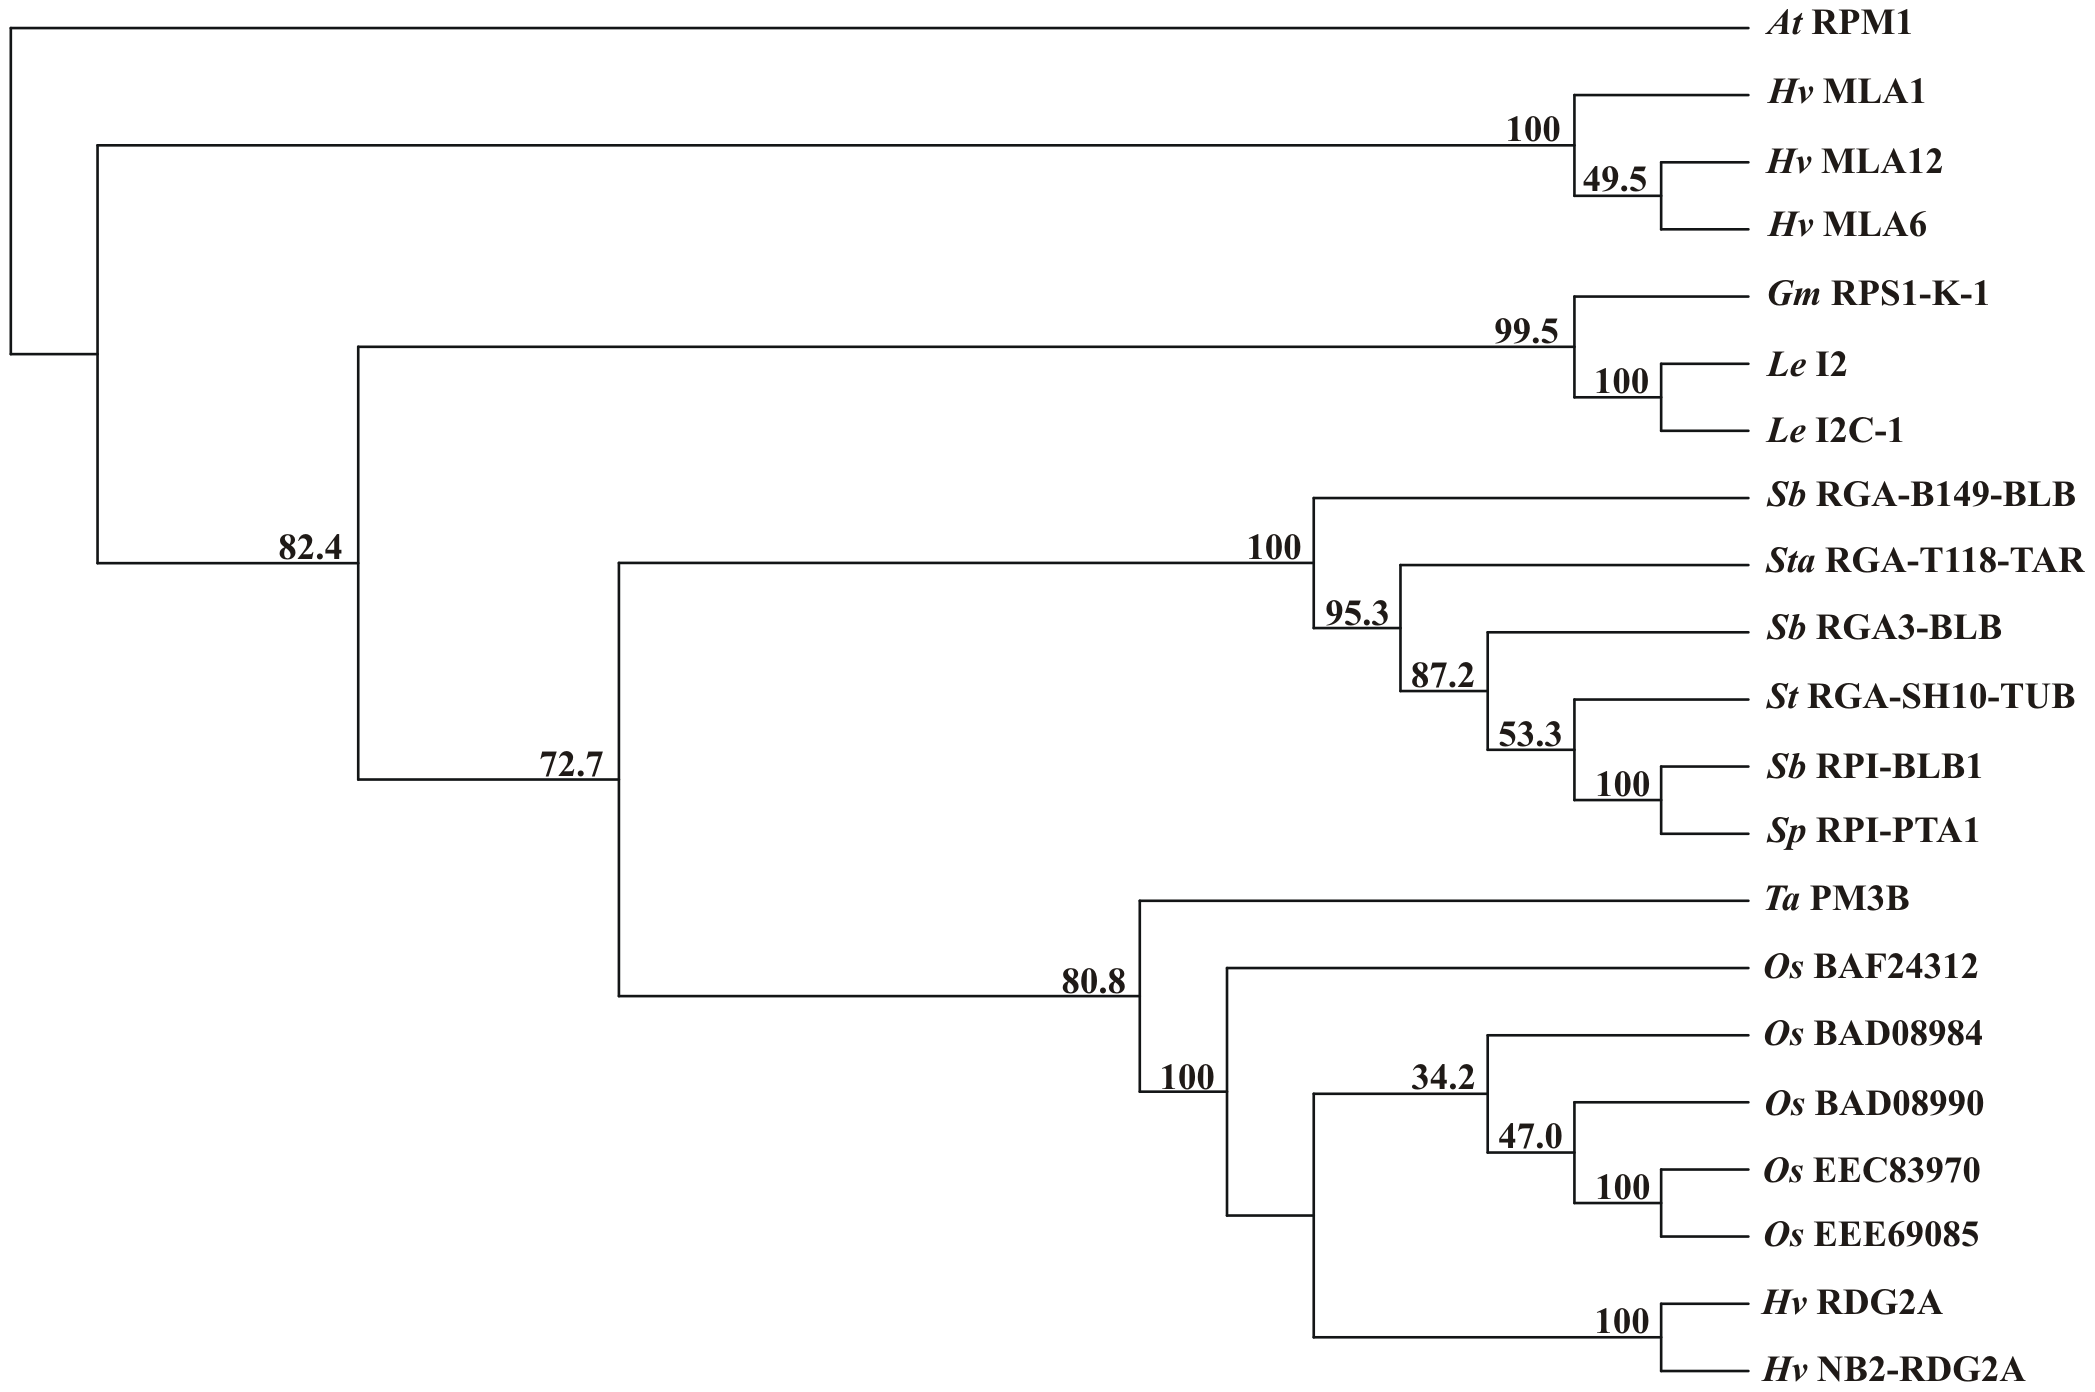 At RPM1
Hv MLA1
100
Hv MLA12
49.5
Hv MLA6
Gm RPS1-K-1
99.5
Le I2
100
Le I2C-1
Sb RGA-B149-BLB
82.4
100
Sta RGA-T118-TAR
95.3
Sb RGA3-BLB
87.2
St RGA-SH10-TUB
53.3
72.7
Sb RPI-BLB1
100
Sp RPI-PTA1
Ta PM3B
Os BAF24312
80.8
Os BAD08984
100
34.2
Os BAD08990
47.0
Os EEC83970
100
Os EEE69085
Hv RDG2A
100
Hv NB2-RDG2A